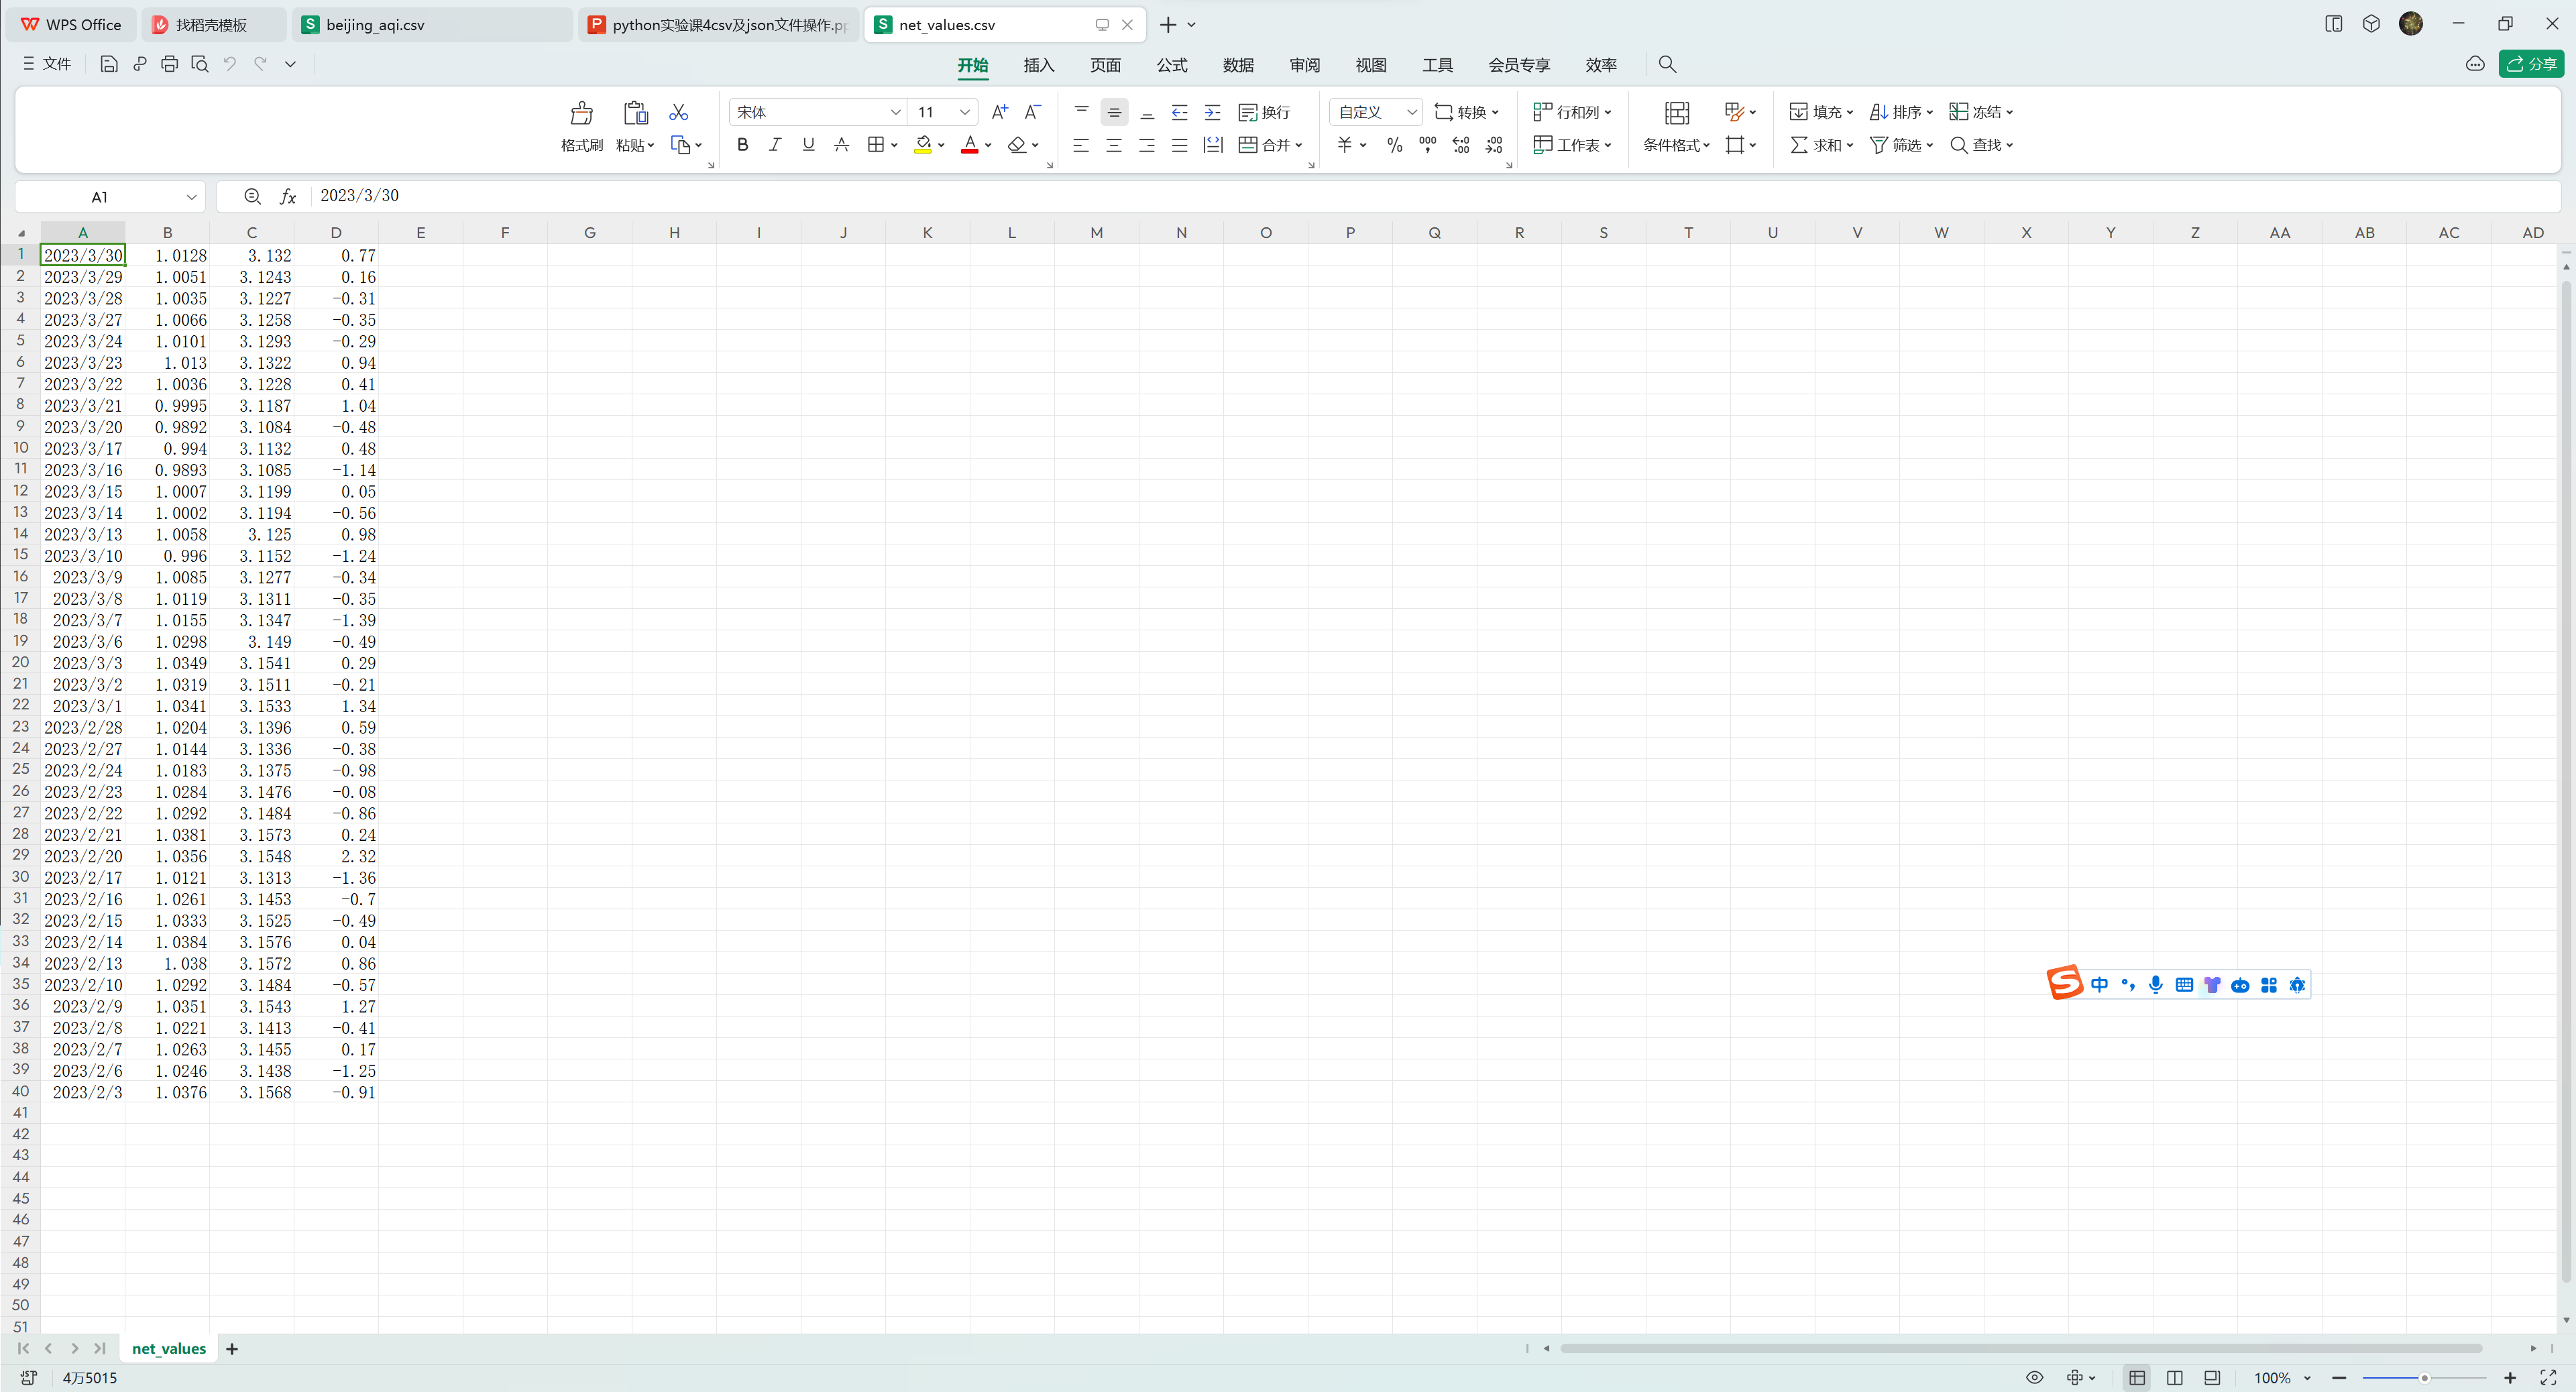 WPS Office 找稻壳模板 beijing_aqi.csv python实验课4csv及json文件操作.pp net_values.csv
文件 开始 插入 页面 公式 数据 审阅 视图 工具 会员专享 效率 分享
宋体 11 换行 自定义 转换 行和列 填充 排序 冻结
格式刷 粘贴 合并 工作表 条件格式 求和 筛选 查找
A1 fx 2023/3/30
A B C D E F G H I J K L M N O P Q R S T U V W X Y Z AA AB AC AD
1 2023/3/30 1.0128 3.132 0.77
2 2023/3/29 1.0051 3.1243 0.16
3 2023/3/28 1.0035 3.1227 -0.31
4 2023/3/27 1.0066 3.1258 -0.35
5 2023/3/24 1.0101 3.1293 -0.29
6 2023/3/23 1.013 3.1322 0.94
7 2023/3/22 1.0036 3.1228 0.41
8 2023/3/21 0.9995 3.1187 1.04
9 2023/3/20 0.9892 3.1084 -0.48
10 2023/3/17 0.994 3.1132 0.48
11 2023/3/16 0.9893 3.1085 -1.14
12 2023/3/15 1.0007 3.1199 0.05
13 2023/3/14 1.0002 3.1194 -0.56
14 2023/3/13 1.0058 3.125 0.98
15 2023/3/10 0.996 3.1152 -1.24
16 2023/3/9 1.0085 3.1277 -0.34
17 2023/3/8 1.0119 3.1311 -0.35
18 2023/3/7 1.0155 3.1347 -1.39
19 2023/3/6 1.0298 3.149 -0.49
20 2023/3/3 1.0349 3.1541 0.29
21 2023/3/2 1.0319 3.1511 -0.21
22 2023/3/1 1.0341 3.1533 1.34
23 2023/2/28 1.0204 3.1396 0.59
24 2023/2/27 1.0144 3.1336 -0.38
25 2023/2/24 1.0183 3.1375 -0.98
26 2023/2/23 1.0284 3.1476 -0.08
27 2023/2/22 1.0292 3.1484 -0.86
28 2023/2/21 1.0381 3.1573 0.24
29 2023/2/20 1.0356 3.1548 2.32
30 2023/2/17 1.0121 3.1313 -1.36
31 2023/2/16 1.0261 3.1453 -0.7
32 2023/2/15 1.0333 3.1525 -0.49
33 2023/2/14 1.0384 3.1576 0.04
34 2023/2/13 1.038 3.1572 0.86
35 2023/2/10 1.0292 3.1484 -0.57
36 2023/2/9 1.0351 3.1543 1.27
37 2023/2/8 1.0221 3.1413 -0.41
38 2023/2/7 1.0263 3.1455 0.17
39 2023/2/6 1.0246 3.1438 -1.25
40 2023/2/3 1.0376 3.1568 -0.91
41
42
43
44
45
46
47
48
49
50
51
中
net_values
4万5015 100%